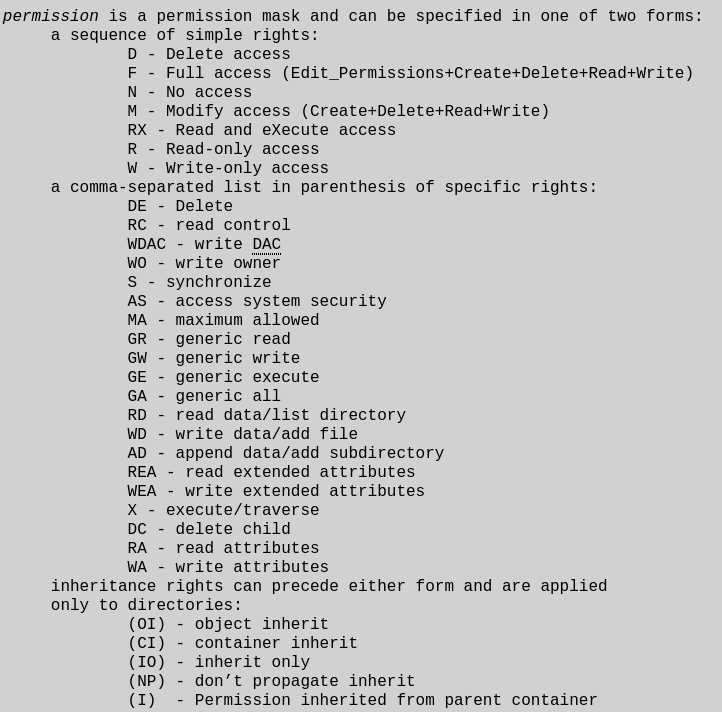 permission is a permission mask and can be specified in one of two forms:
a sequence of simple rights:
D - Delete access
F - Full access (Edit_Permissions+Create+Delete+Read+Write)
N - No access
M - Modify access (Create+Delete+Read+Write)
RX - Read and eXecute access
R - Read-only access
W - Write-only access
a comma-separated list in parenthesis of specific rights:
DE - Delete
RC - read control
WDAC - write DAC
WO - write owner
S - synchronize
AS - access system security
MA - maximum allowed
GR - generic read
GW - generic write
GE - generic execute
GA - generic all
RD - read data/list directory
WD - write data/add file
AD - append data/add subdirectory
REA - read extended attributes
WEA - write extended attributes
X - execute/traverse
DC - delete child
RA - read attributes
WA - write attributes
inheritance rights can precede either form and are applied
only to directories:
(OI) - object inherit
(CI) - container inherit
(IO) - inherit only
(NP) - don’t propagate inherit
(I)  - Permission inherited from parent container